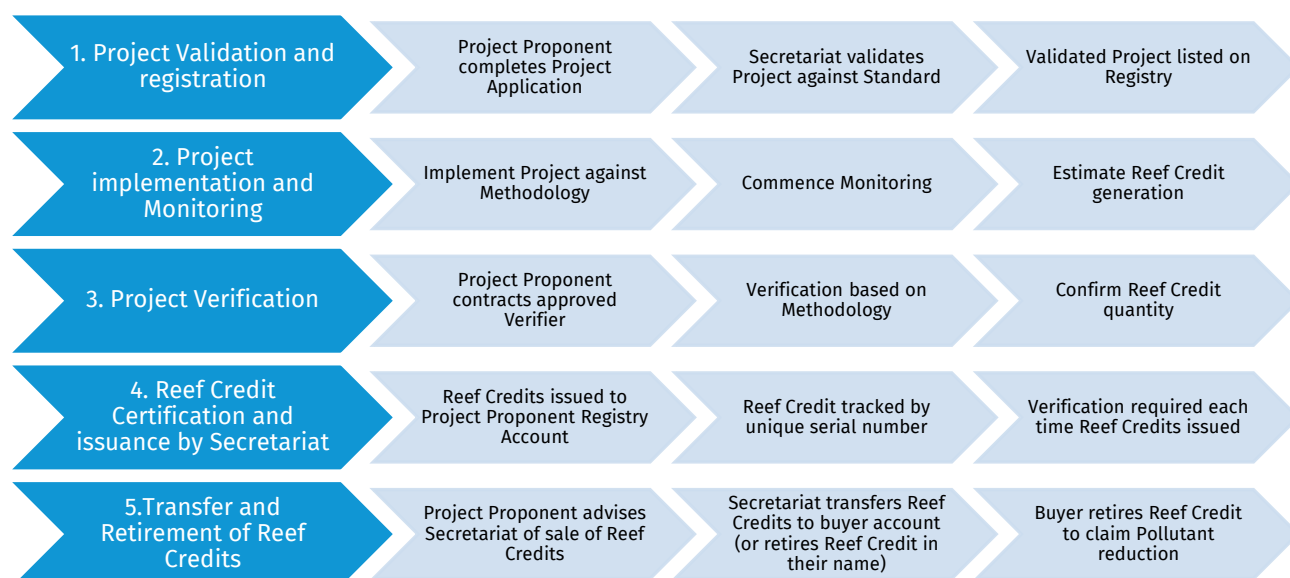 1. Project Validation and
registration
Project Proponent
completes Project
Application
Secretariat validates
Project against Standard
Validated Project listed on
Registry
2. Project
implementation and
Monitoring
Implement Project against
Methodology
Commence Monitoring
Estimate Reef Credit
generation
3. Project Verification
Project Proponent
contracts approved
Verifier
Verification based on
Methodology
Confirm Reef Credit
quantity
4. Reef Credit
Certification and
issuance by Secretariat
Reef Credits issued to
Project Proponent Registry
Account
Reef Credit tracked by
unique serial number
Verification required each
time Reef Credits issued
5.Transfer and
Retirement of Reef
Credits
Project Proponent advises
Secretariat of sale of Reef
Credits
Secretariat transfers Reef
Credits to buyer account
(or retires Reef Credit in
their name)
Buyer retires Reef Credit
to claim Pollutant
reduction